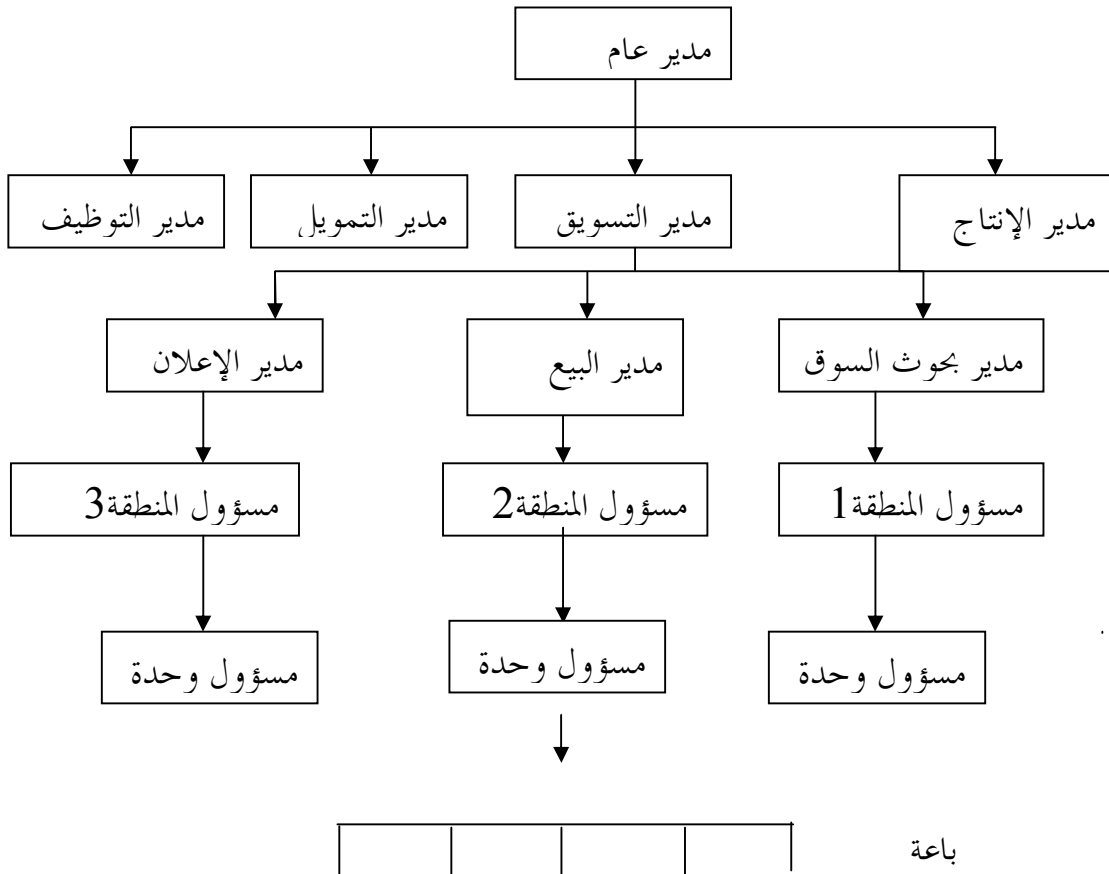 مدير عام
مدير الإنتاج
مدير التسويق
مدير التمويل
مدير التوظيف
مدير بحوث السوق
مدير البيع
مدير الإعلان
مسؤول المنطقة1
مسؤول المنطقة2
مسؤول المنطقة3
مسؤول وحدة
مسؤول وحدة
مسؤول وحدة
باعة